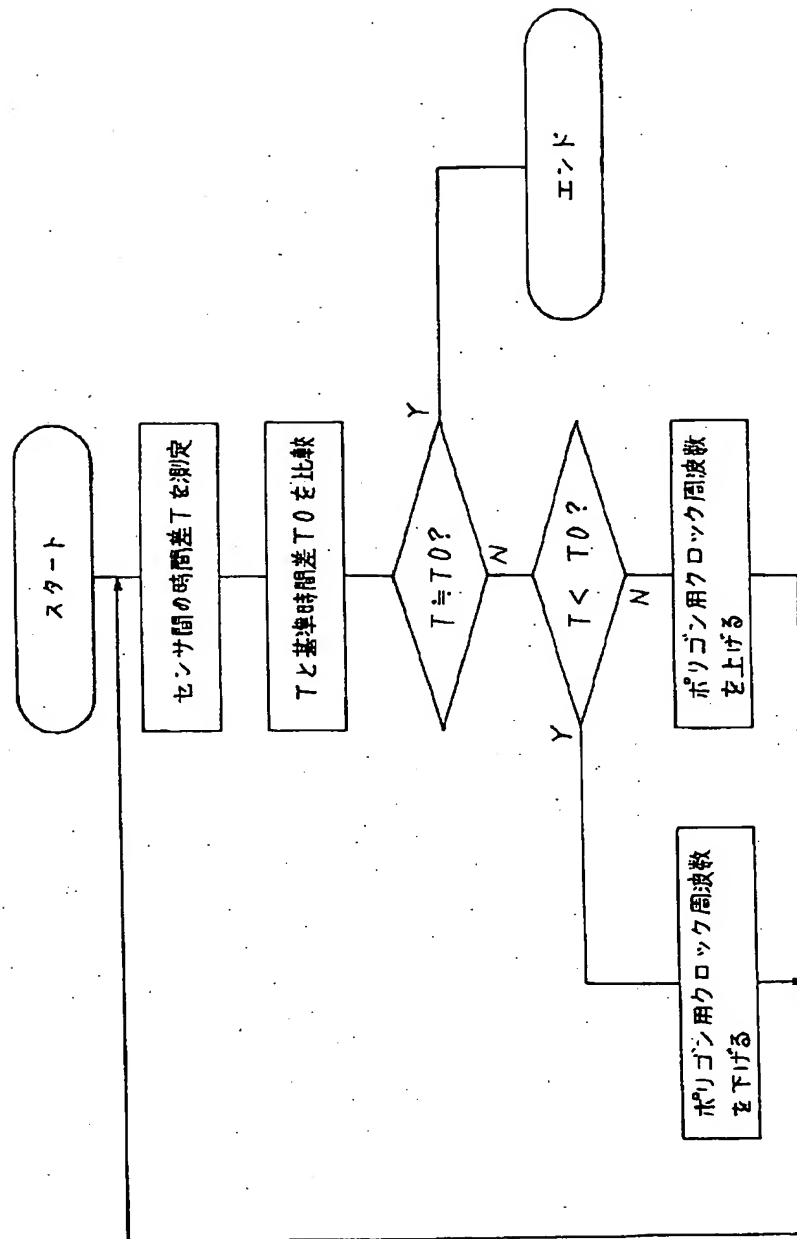 スタート
センサ間の時間差Tを測定
Tと基準時間差T0を比較
T≒T0?
Y
エンド
N
T<T0?
Y
N
ポリゴン用クロック周波数
を下げる
ポリゴン用クロック周波数
を上げる